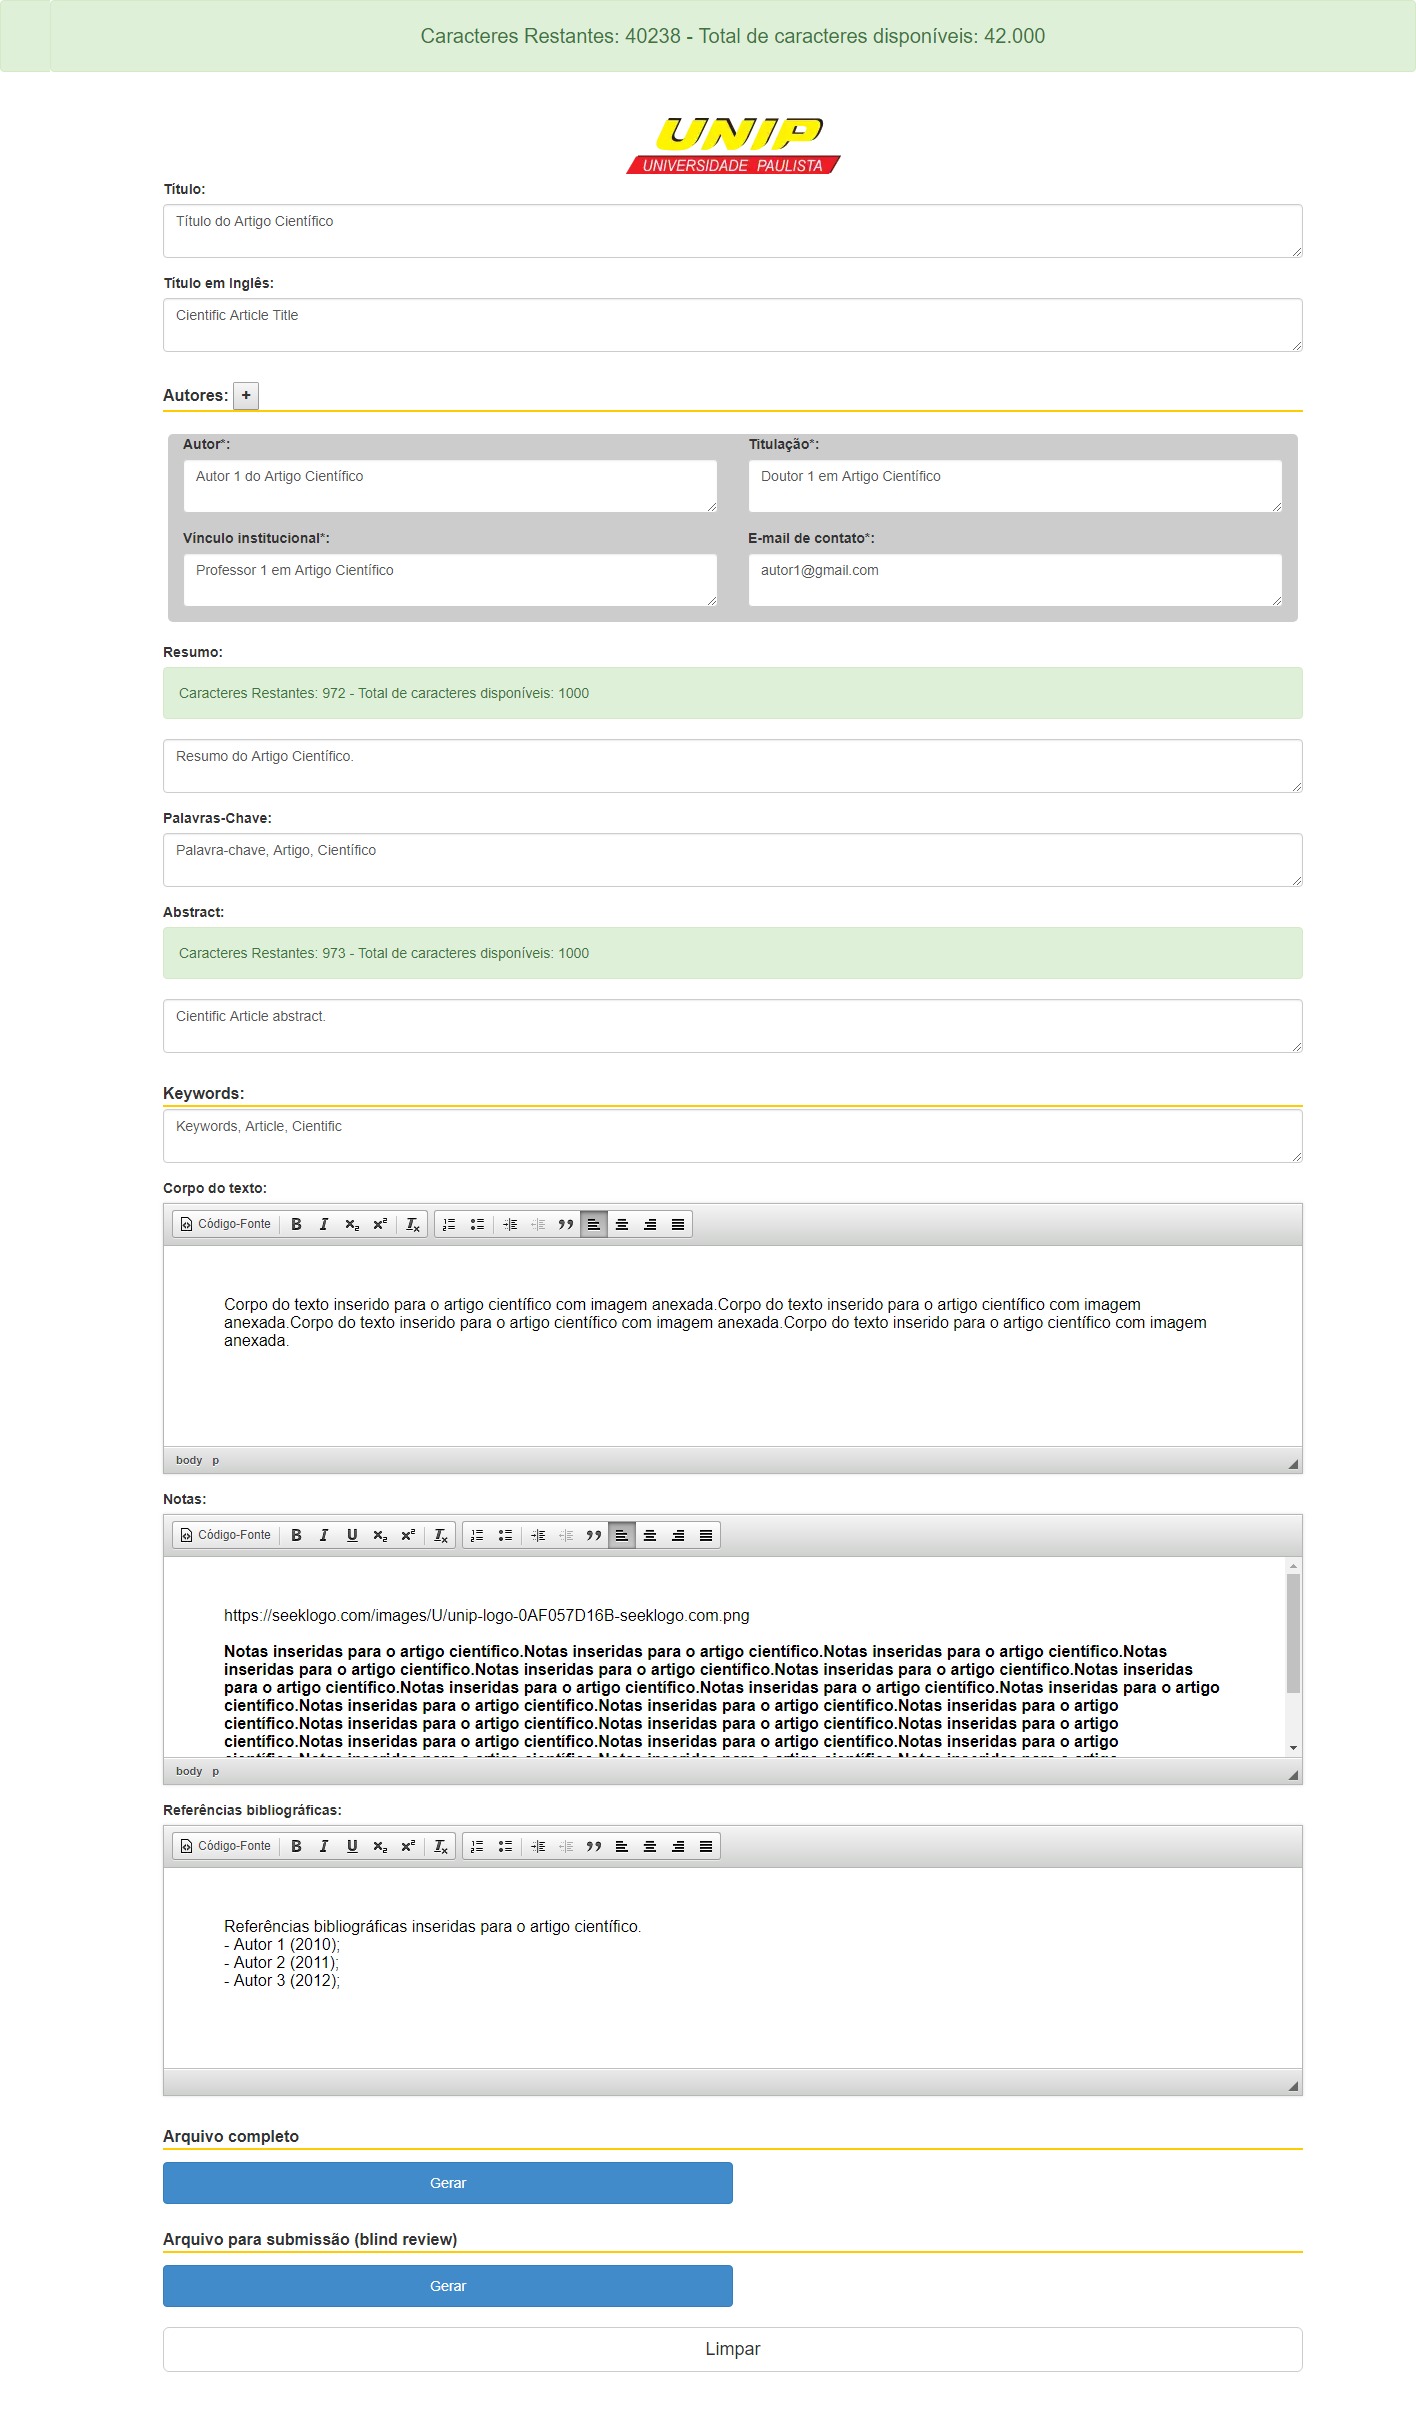 Caracteres Restantes: 40238 - Total de caracteres disponíveis: 42.000
UNIP
UNIVERSIDADE PAULISTA
Título:
Título do Artigo Científico
Título em Inglês:
Cientific Article Title
Autores: +
Autor*: Titulação*:
Autor 1 do Artigo Científico Doutor 1 em Artigo Científico
Vínculo institucional*: E-mail de contato*:
Professor 1 em Artigo Científico autor1@gmail.com
Resumo:
Caracteres Restantes: 972 - Total de caracteres disponíveis: 1000
Resumo do Artigo Científico.
Palavras-Chave:
Palavra-chave, Artigo, Científico
Abstract:
Caracteres Restantes: 973 - Total de caracteres disponíveis: 1000
Cientific Article abstract.
Keywords:
Keywords, Article, Cientific
Corpo do texto:
Código-Fonte
Corpo do texto inserido para o artigo científico com imagem anexada.Corpo do texto inserido para o artigo científico com imagem
anexada.Corpo do texto inserido para o artigo científico com imagem anexada.Corpo do texto inserido para o artigo científico com imagem
anexada.
body p
Notas:
Código-Fonte
https://seeklogo.com/images/U/unip-logo-0AF057D16B-seeklogo.com.png
Notas inseridas para o artigo científico.Notas inseridas para o artigo científico.Notas inseridas para o artigo científico.Notas
inseridas para o artigo científico.Notas inseridas para o artigo científico.Notas inseridas para o artigo científico.Notas inseridas
para o artigo científico.Notas inseridas para o artigo científico.Notas inseridas para o artigo científico.Notas inseridas para o artigo
científico.Notas inseridas para o artigo científico.Notas inseridas para o artigo científico.Notas inseridas para o artigo
científico.Notas inseridas para o artigo científico.Notas inseridas para o artigo científico.Notas inseridas para o artigo
científico.Notas inseridas para o artigo científico.Notas inseridas para o artigo científico.Notas inseridas para o artigo
body p
Referências bibliográficas:
Código-Fonte
Referências bibliográficas inseridas para o artigo científico.
- Autor 1 (2010);
- Autor 2 (2011);
- Autor 3 (2012);
Arquivo completo
Gerar
Arquivo para submissão (blind review)
Gerar
Limpar